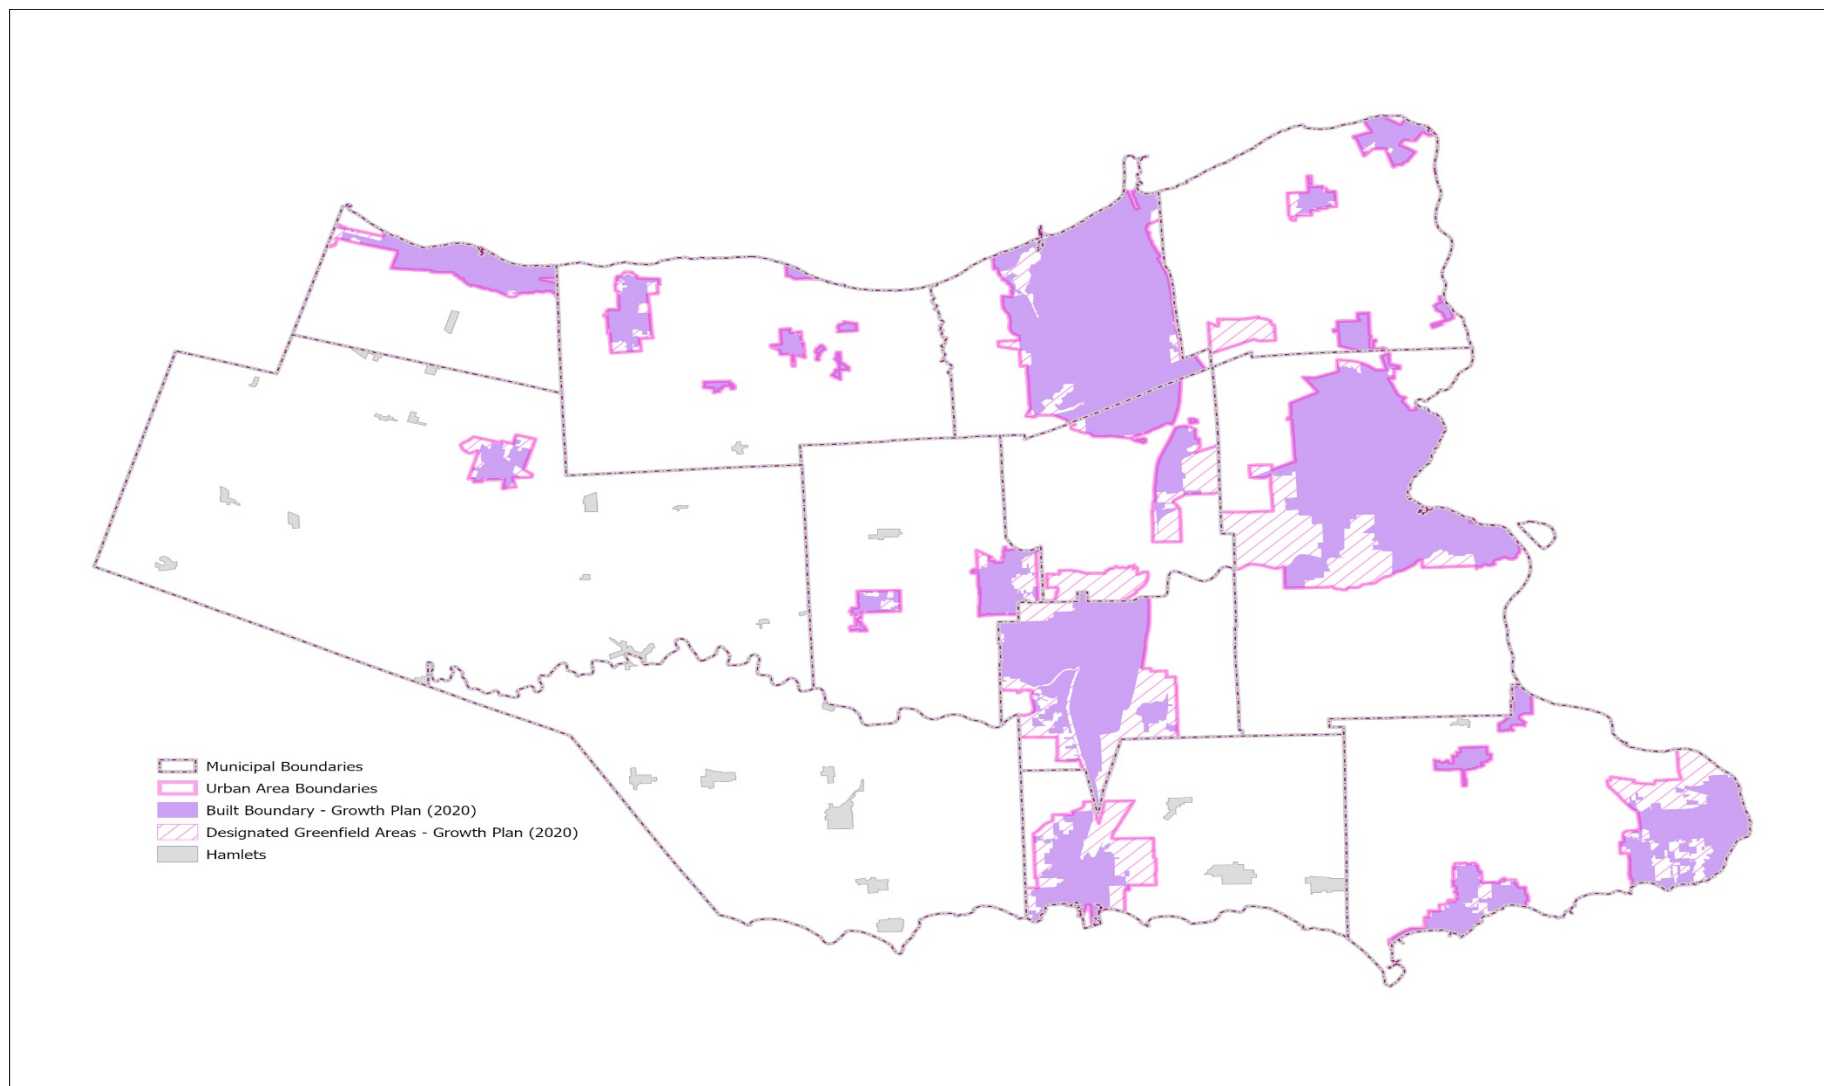 Municipal Boundaries
Urban Area Boundaries
Built Boundary - Growth Plan (2020)
Designated Greenfield Areas - Growth Plan (2020)
Hamlets